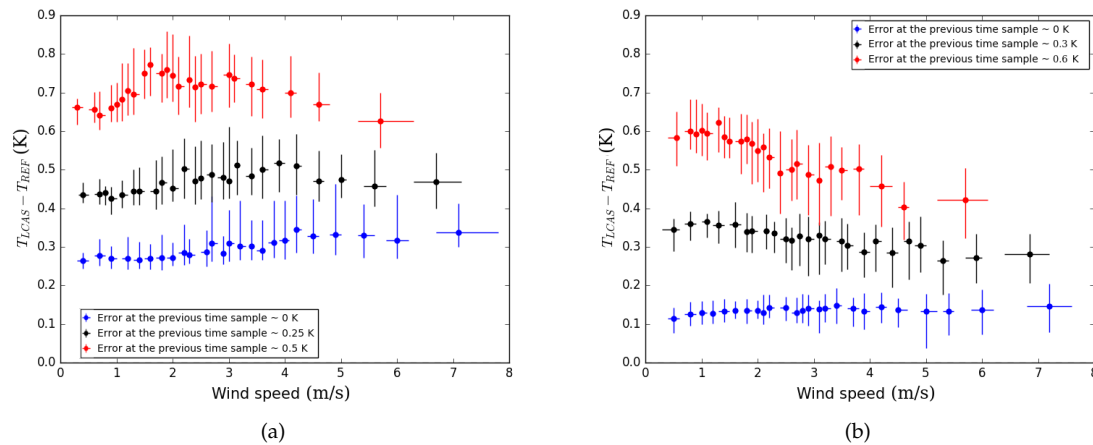 0.9
0.8
0.7
0.6
0.5
0.4
0.3
0.2
0.1
0.0
T_LCAS − T_REF (K)
Error at the previous time sample ~ 0 K
Error at the previous time sample ~ 0.25 K
Error at the previous time sample ~ 0.5 K
0 1 2 3 4 5 6 7 8
Wind speed (m/s)
(a)
0.9
0.8
0.7
0.6
0.5
0.4
0.3
0.2
0.1
0.0
T_LCAS − T_REF (K)
Error at the previous time sample ~ 0 K
Error at the previous time sample ~ 0.3 K
Error at the previous time sample ~ 0.6 K
0 1 2 3 4 5 6 7 8
Wind speed (m/s)
(b)